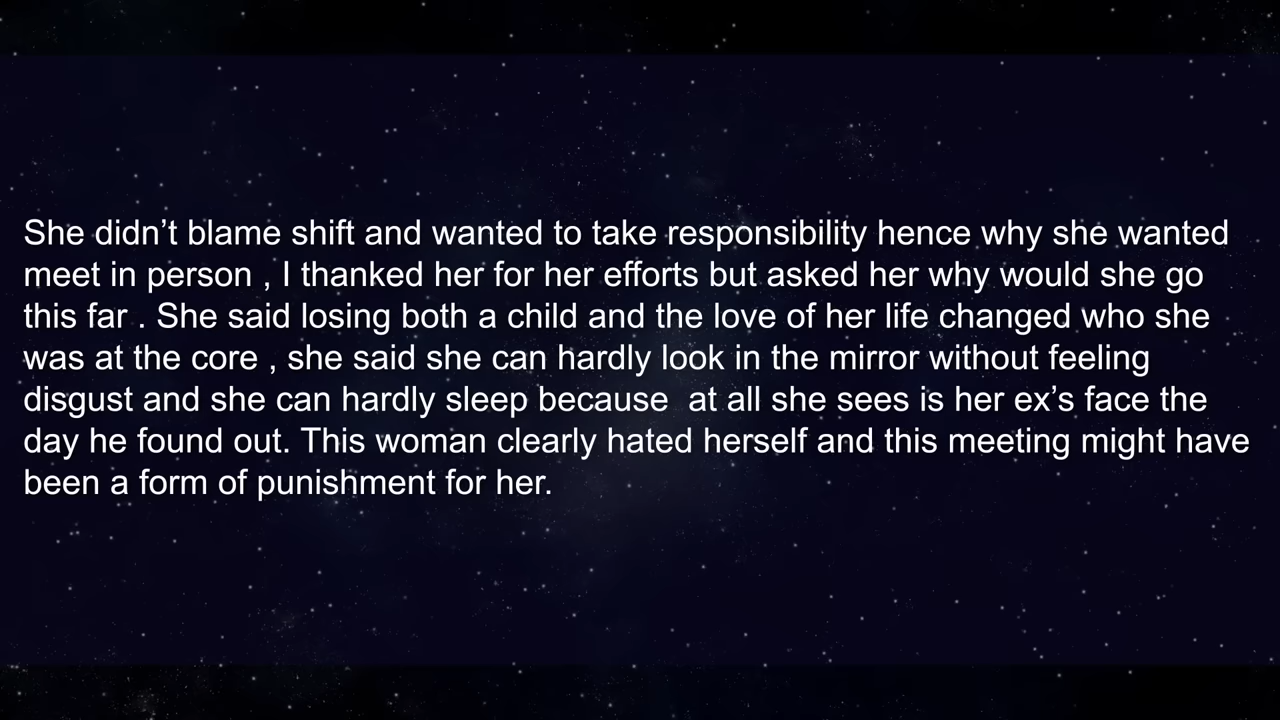 She didn’t blame shift and wanted to take responsibility hence why she wanted
meet in person , I thanked her for her efforts but asked her why would she go
this far . She said losing both a child and the love of her life changed who she
was at the core , she said she can hardly look in the mirror without feeling
disgust and she can hardly sleep because  at all she sees is her ex’s face the
day he found out. This woman clearly hated herself and this meeting might have
been a form of punishment for her.